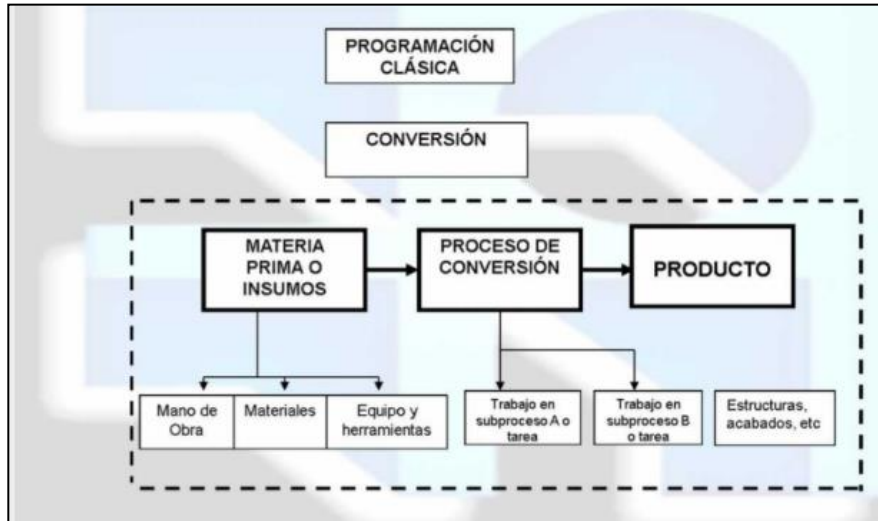 PROGRAMACIÓN
CLÁSICA
CONVERSIÓN
MATERIA
PRIMA O
INSUMOS
PROCESO DE
CONVERSIÓN
PRODUCTO
Mano de
Obra
Materiales
Equipo y
herramientas
Trabajo en
subproceso A o
tarea
Trabajo en
subproceso B
o tarea
Estructuras,
acabados, etc